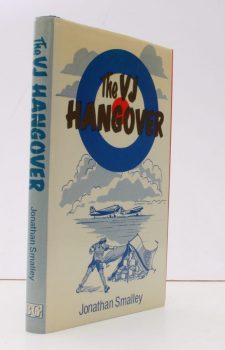 The VJ
HANGOVER
Jonathan Smalley
The VJ HANGOVER
Jonathan Smalley